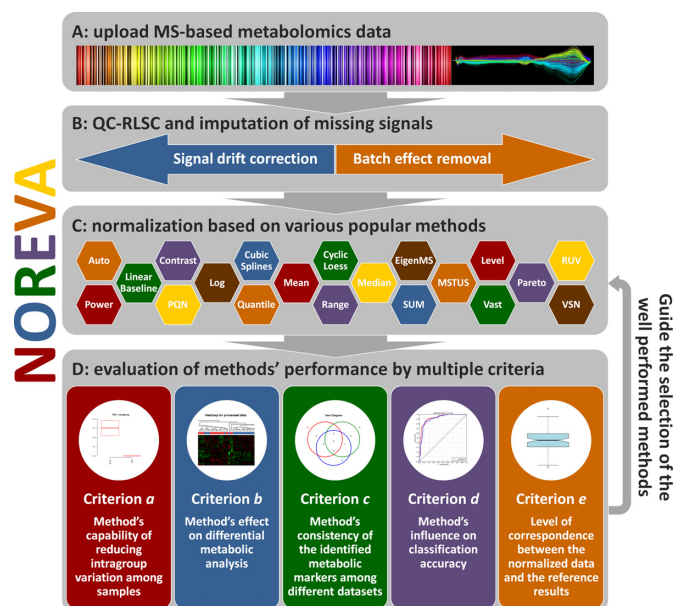 NOREVA
A: upload MS-based metabolomics data
B: QC-RLSC and imputation of missing signals
Signal drift correction
Batch effect removal
C: normalization based on various popular methods
Auto
Contrast
Cubic
Splines
Cyclic
Loess
EigenMS
Level
RUV
Linear
Baseline
Log
Mean
Median
MSTUS
Pareto
Power
PQN
Quantile
Range
SUM
Vast
VSN
D: evaluation of methods' performance by multiple criteria
Criterion a
Method's
capability of
reducing
intragroup
variation among
samples
Heatmap for processed data
Criterion b
Method's effect
on differential
metabolic
analysis
Venn Diagram
Criterion c
Method's
consistency of
the identified
metabolic
markers among
different datasets
Criterion d
Method's
influence on
classification
accuracy
Criterion e
Level of
correspondence
between the
normalized data
and the reference
results
Guide the selection of the
well performed methods